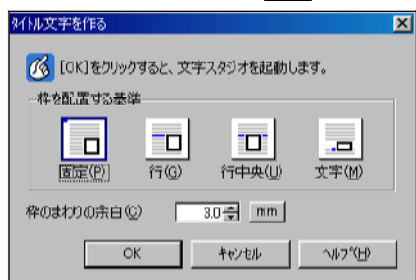 ﾀｲﾄﾙ文字を作る
[OK]をクリックすると、文字スタジオを起動します。
枠を配置する基準
固定(P) 行(G) 行中央(U) 文字(M)
枠のまわりの余白(C) 3.0 mm
OK ｷｬﾝｾﾙ ﾍﾙﾌﾟ(H)